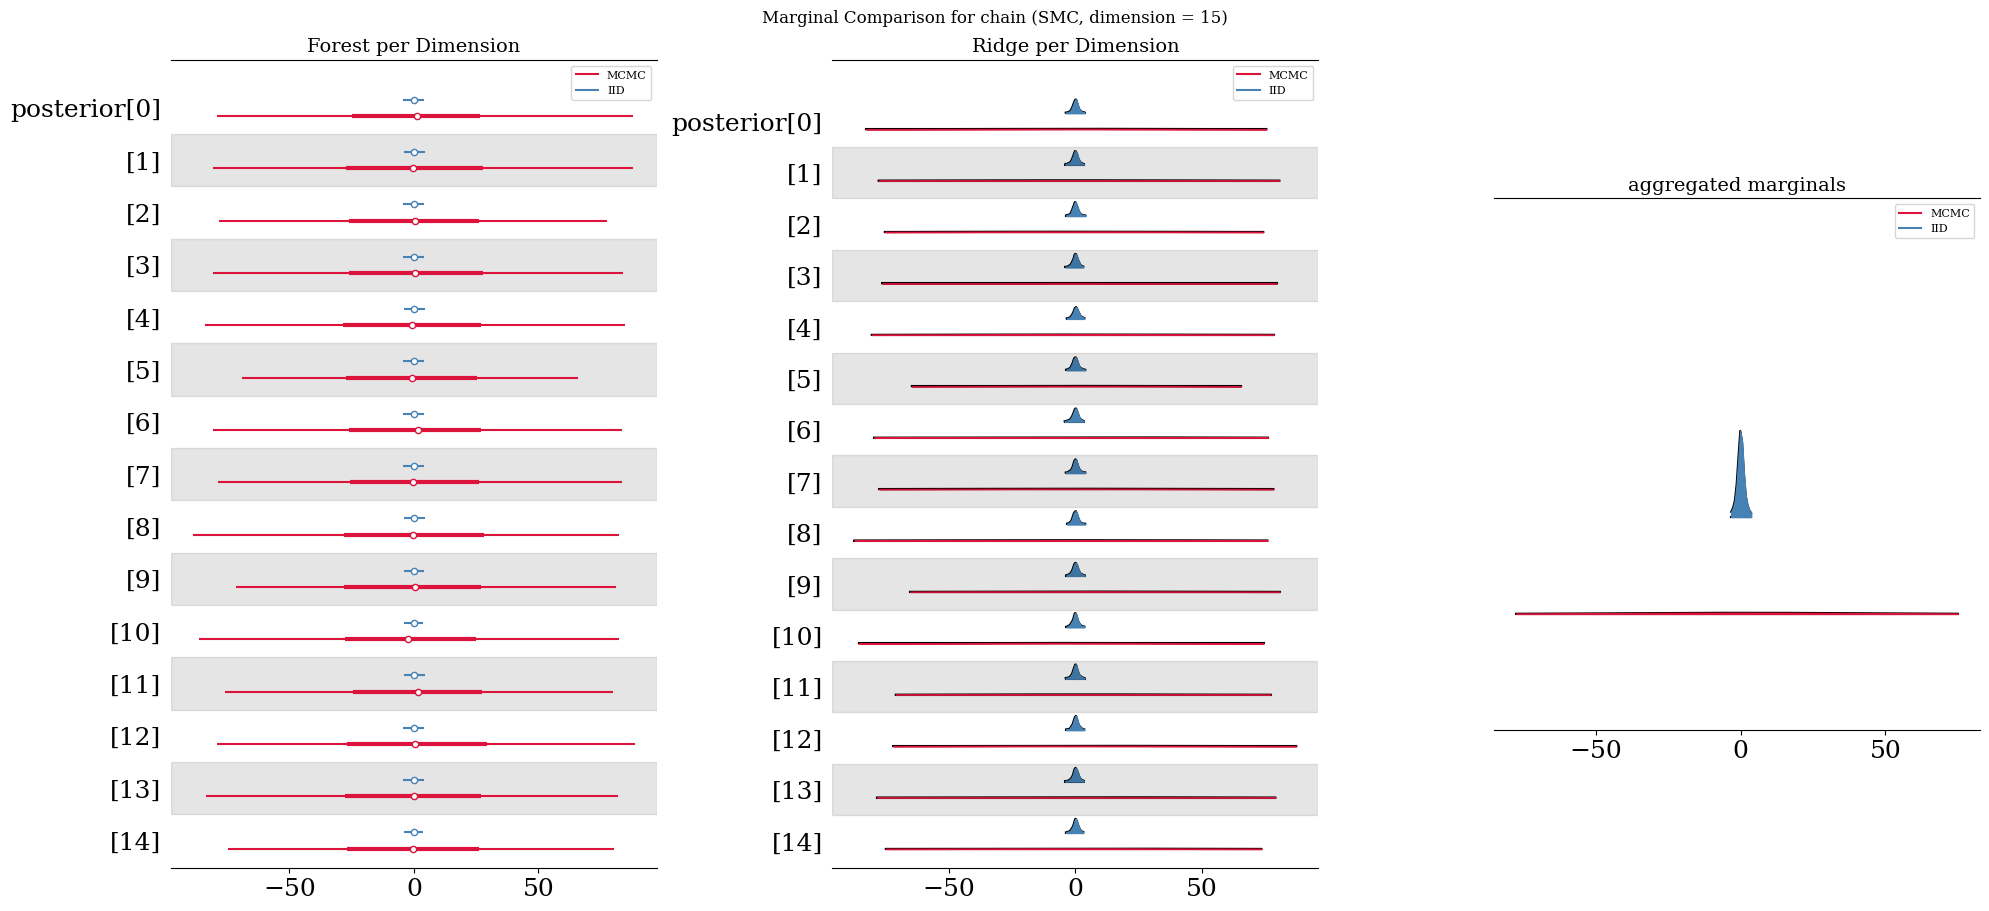 Marginal Comparison for chain (SMC, dimension = 15)
Forest per Dimension
MCMC
IID
posterior[0]
[1]
[2]
[3]
[4]
[5]
[6]
[7]
[8]
[9]
[10]
[11]
[12]
[13]
[14]
−50 0 50
Ridge per Dimension
MCMC
IID
posterior[0]
[1]
[2]
[3]
[4]
[5]
[6]
[7]
[8]
[9]
[10]
[11]
[12]
[13]
[14]
−50 0 50
aggregated marginals
MCMC
IID
−50 0 50